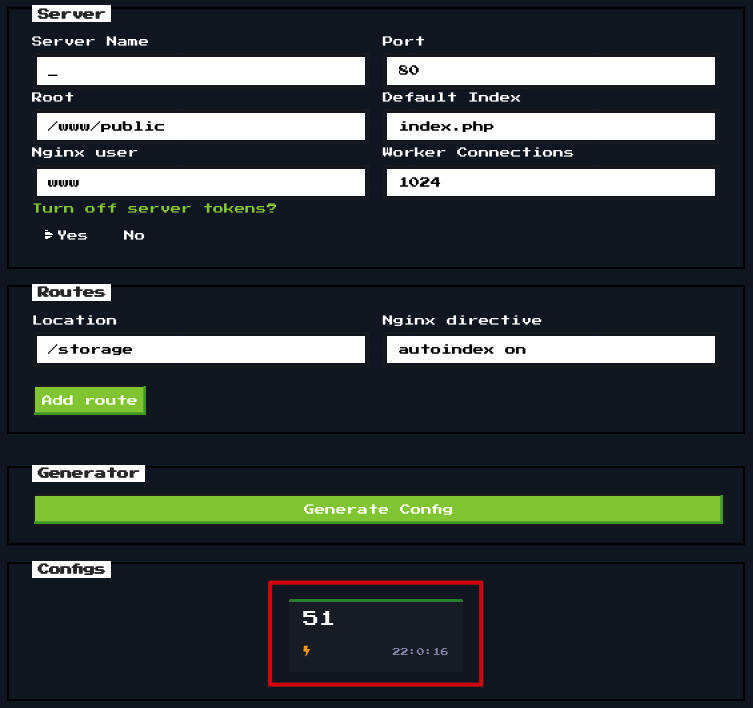 Server
Server Name Port
_ 80
Root Default Index
/www/public index.php
Nginx user Worker Connections
www 1024
Turn off server tokens?
Yes No
Routes
Location Nginx directive
/storage autoindex on
Add route
Generator
Generate Config
Configs
51
22:0:16